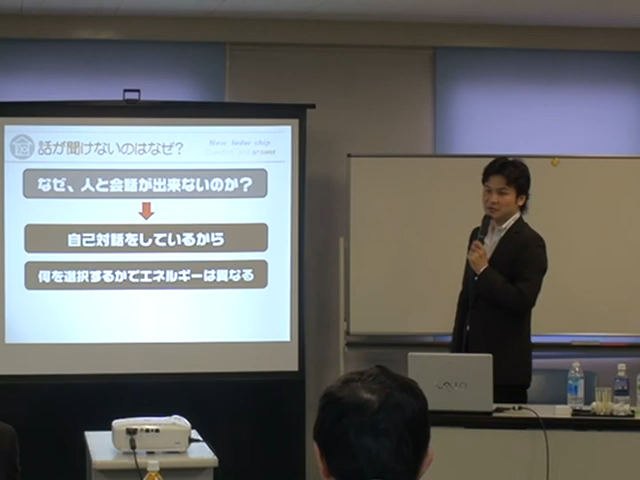 話が聞けないのはなぜ？
なぜ、人と会話が出来ないのか？
自己対話をしているから
何を選択するかでエネルギーは異なる
VAIO